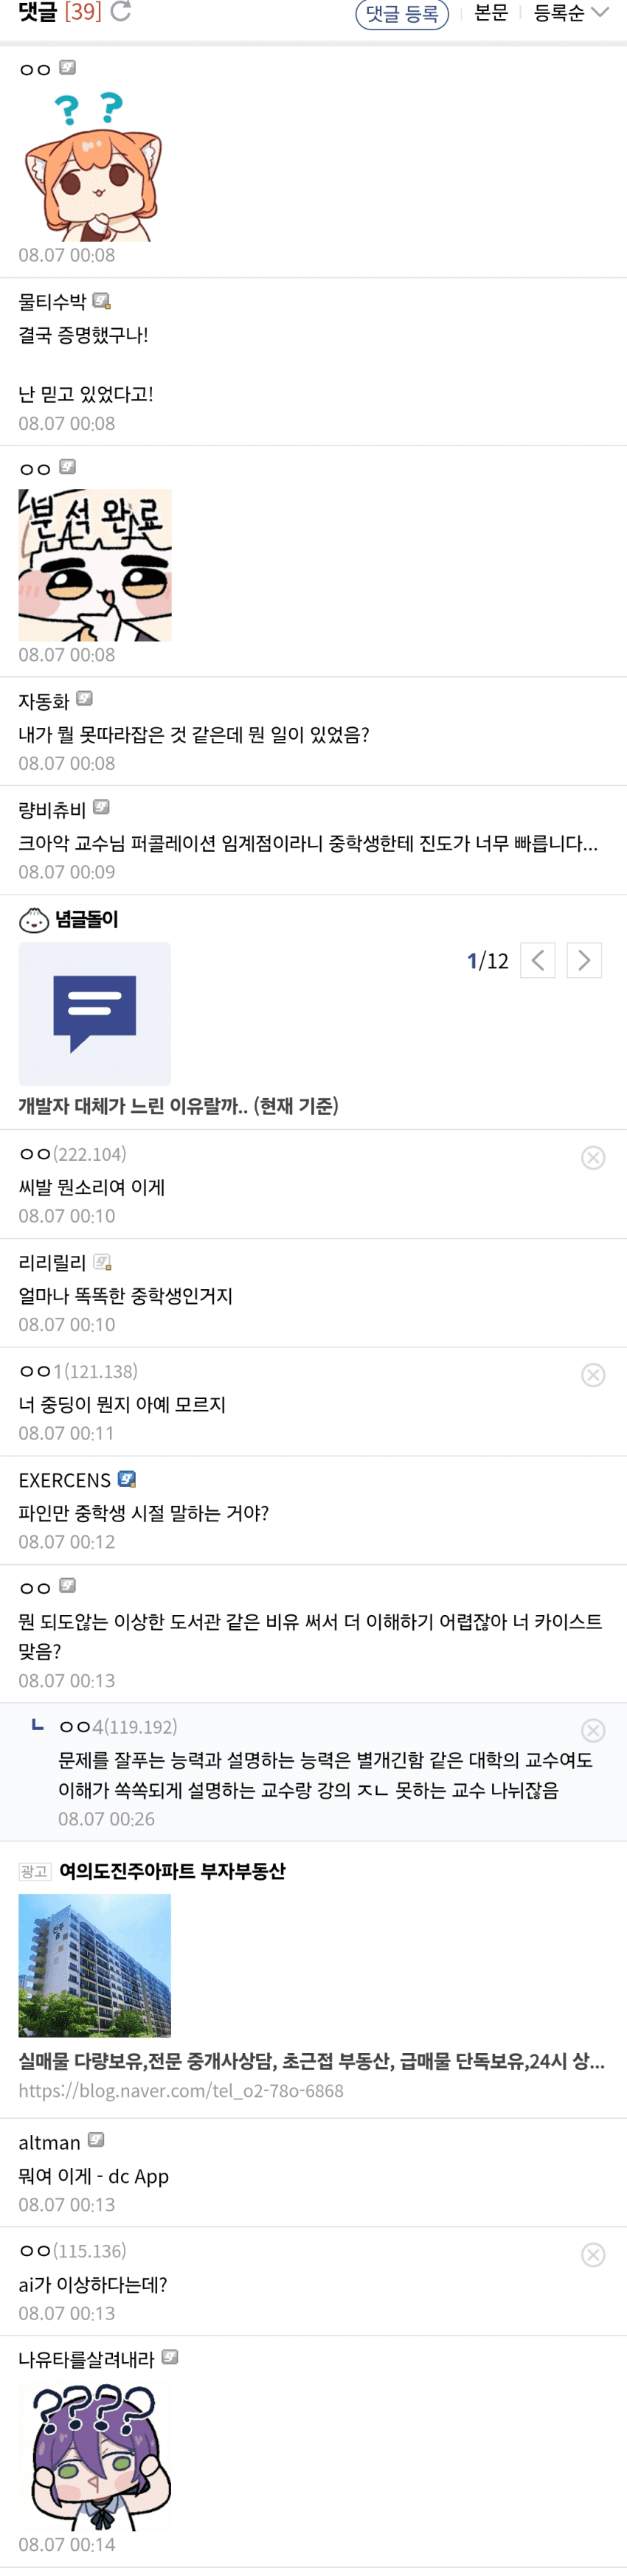 댓글 [39]
댓글 등록 본문 등록순
ㅇㅇ
? ?
08.07 00:08
물티수박
결국 증명했구나!
난 믿고 있었다고!
08.07 00:08
ㅇㅇ
분석 완료
08.07 00:08
자동화
내가 뭘 못따라잡은 것 같은데 뭔 일이 있었음?
08.07 00:08
량비츄비
크아악 교수님 퍼콜레이션 임계점이라니 중학생한테 진도가 너무 빠릅니다...
08.07 00:09
념글돌이
1/12
개발자 대체가 느린 이유랄까.. (현재 기준)
ㅇㅇ(222.104)
씨발 뭔소리여 이게
08.07 00:10
리리릴리
얼마나 똑똑한 중학생인거지
08.07 00:10
ㅇㅇ1(121.138)
너 중딩이 뭔지 아예 모르지
08.07 00:11
EXERCENS
파인만 중학생 시절 말하는 거야?
08.07 00:12
ㅇㅇ
뭔 되도않는 이상한 도서관 같은 비유 써서 더 이해하기 어렵잖아 너 카이스트
맞음?
08.07 00:13
ㅇㅇ4(119.192)
문제를 잘푸는 능력과 설명하는 능력은 별개긴함 같은 대학의 교수여도
이해가 쏙쏙되게 설명하는 교수랑 강의 ㅈㄴ 못하는 교수 나뉘잖음
08.07 00:26
광고 여의도진주아파트 부자부동산
실매물 다량보유,전문 중개사상담, 초근접 부동산, 급매물 단독보유,24시 상...
https://blog.naver.com/tel_o2-78o-6868
altman
뭐여 이게 - dc App
08.07 00:13
ㅇㅇ(115.136)
ai가 이상하다는데?
08.07 00:13
나유타를살려내라
????
08.07 00:14